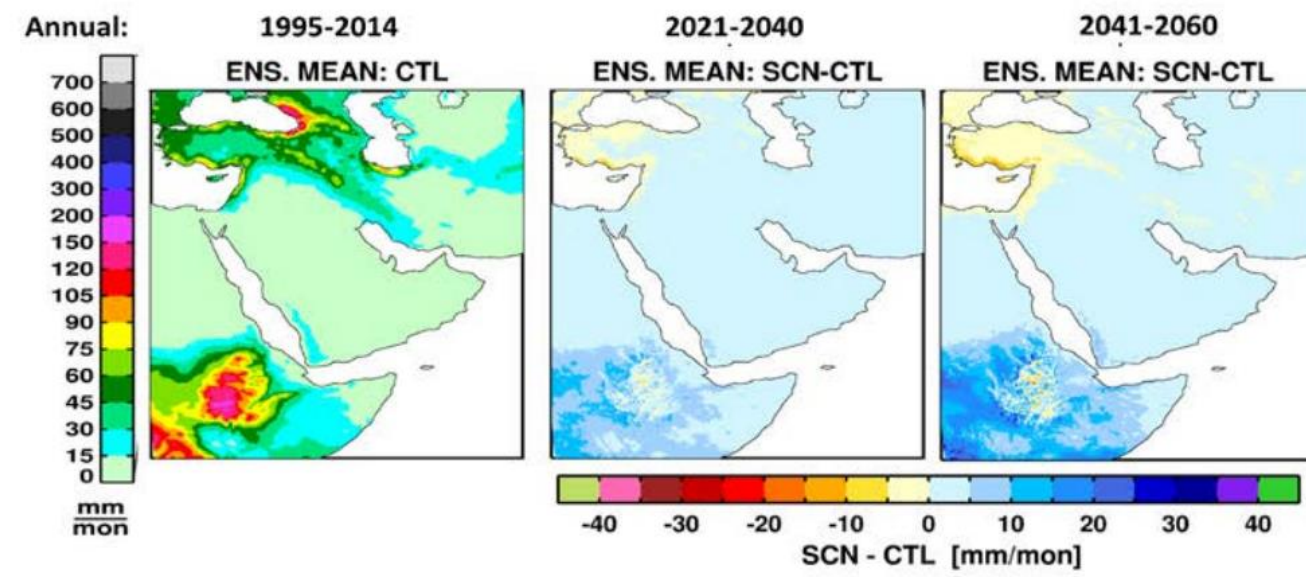 Annual:
1995-2014
2021-2040
2041-2060
ENS. MEAN: CTL
ENS. MEAN: SCN-CTL
ENS. MEAN: SCN-CTL
700
600
500
400
300
200
150
120
105
90
75
60
45
30
15
0
mm
mon
-40 -30 -20 -10 0 10 20 30 40
SCN - CTL [mm/mon]